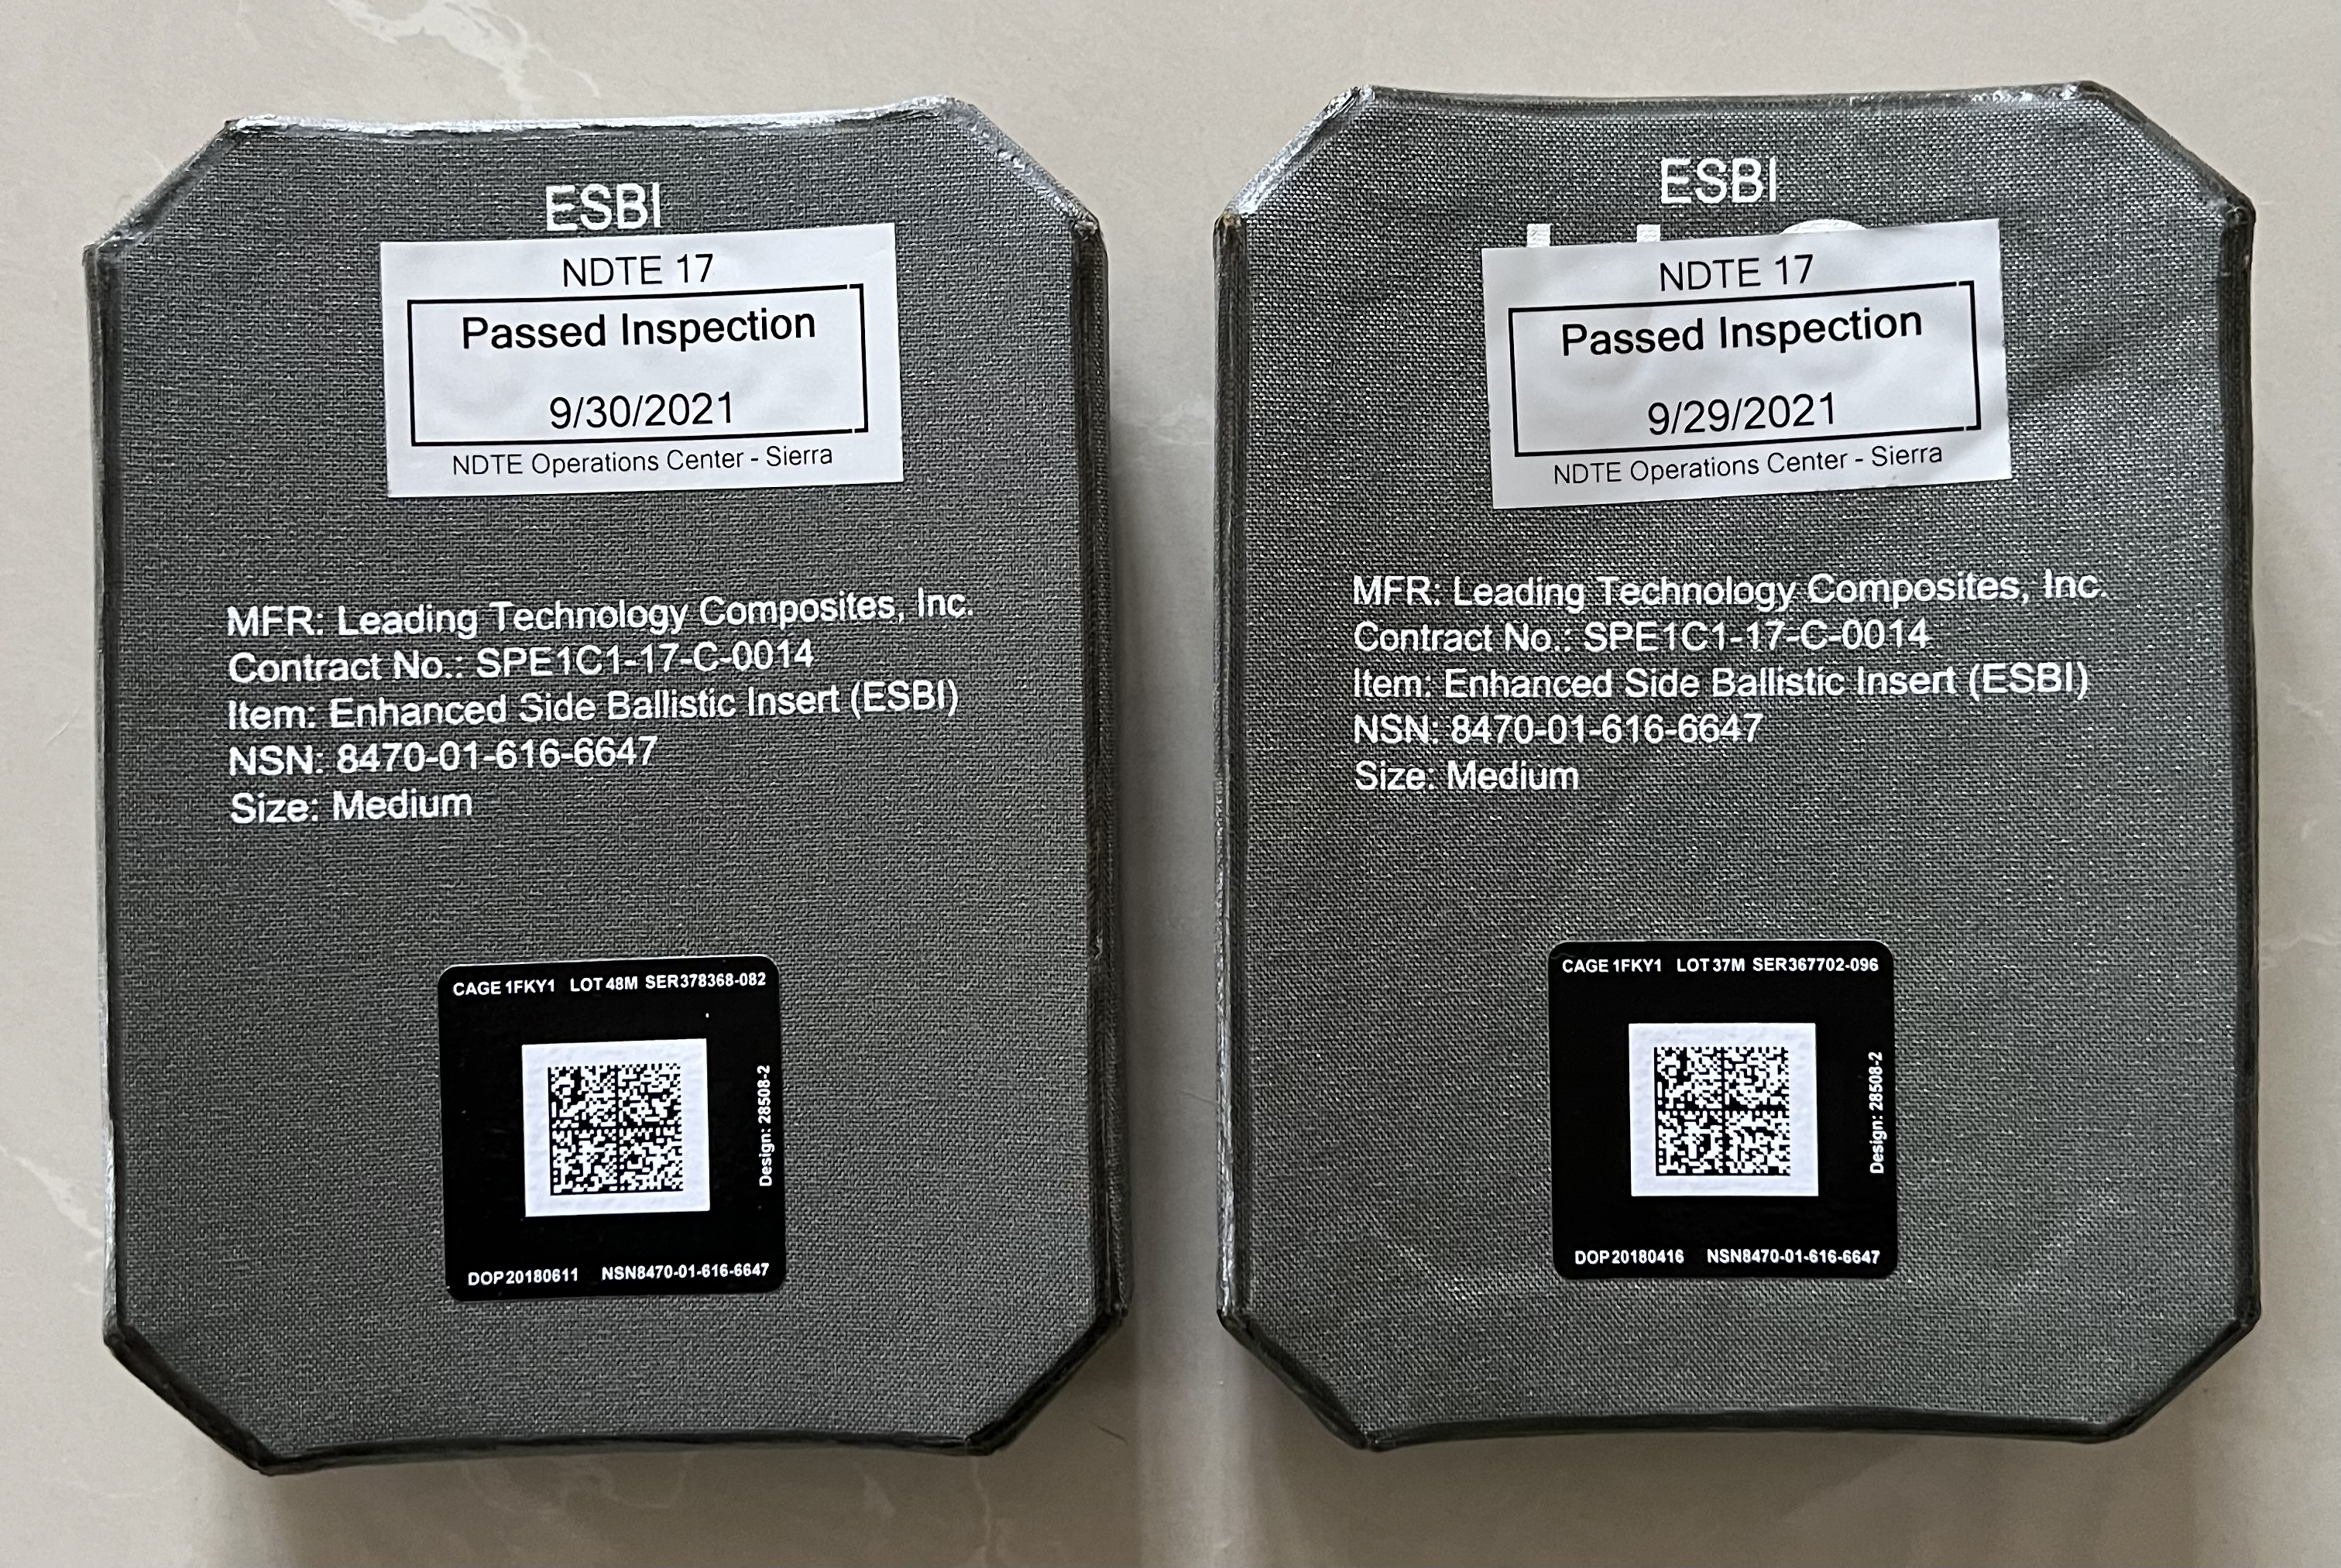 ESBI
NDTE 17
Passed Inspection
9/30/2021
NDTE Operations Center - Sierra
MFR: Leading Technology Composites, Inc.
Contract No.: SPE1C1-17-C-0014
Item: Enhanced Side Ballistic Insert (ESBI)
NSN: 8470-01-616-6647
Size: Medium
CAGE 1FKY1 LOT 48M SER378368-082
Design: 28508-2
DOP20180611 NSN8470-01-616-6647
ESBI
NDTE 17
Passed Inspection
9/29/2021
NDTE Operations Center - Sierra
MFR: Leading Technology Composites, Inc.
Contract No.: SPE1C1-17-C-0014
Item: Enhanced Side Ballistic Insert (ESBI)
NSN: 8470-01-616-6647
Size: Medium
CAGE 1FKY1 LOT 37M SER367702-096
Design: 28508-2
DOP20180416 NSN8470-01-616-6647